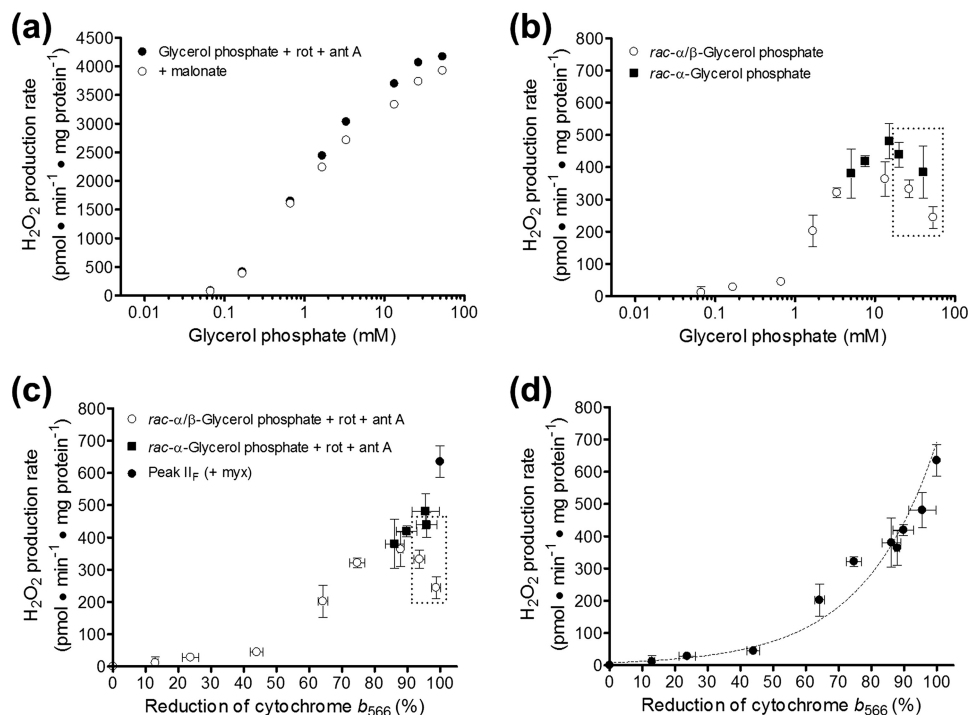 (a)
H₂O₂ production rate
(pmol • min⁻¹ • mg protein⁻¹)
4500
4000
3500
3000
2500
2000
1500
1000
500
0
Glycerol phosphate + rot + ant A
+ malonate
0.01 0.1 1 10 100
Glycerol phosphate (mM)
(b)
H₂O₂ production rate
(pmol • min⁻¹ • mg protein⁻¹)
800
700
600
500
400
300
200
100
0
rac-α/β-Glycerol phosphate
rac-α-Glycerol phosphate
0.01 0.1 1 10 100
Glycerol phosphate (mM)
(c)
H₂O₂ production rate
(pmol • min⁻¹ • mg protein⁻¹)
800
700
600
500
400
300
200
100
0
rac-α/β-Glycerol phosphate + rot + ant A
rac-α-Glycerol phosphate + rot + ant A
Peak II_F (+ myx)
0 10 20 30 40 50 60 70 80 90 100
Reduction of cytochrome b₅₆₆ (%)
(d)
H₂O₂ production rate
(pmol • min⁻¹ • mg protein⁻¹)
800
700
600
500
400
300
200
100
0
0 10 20 30 40 50 60 70 80 90 100
Reduction of cytochrome b₅₆₆ (%)